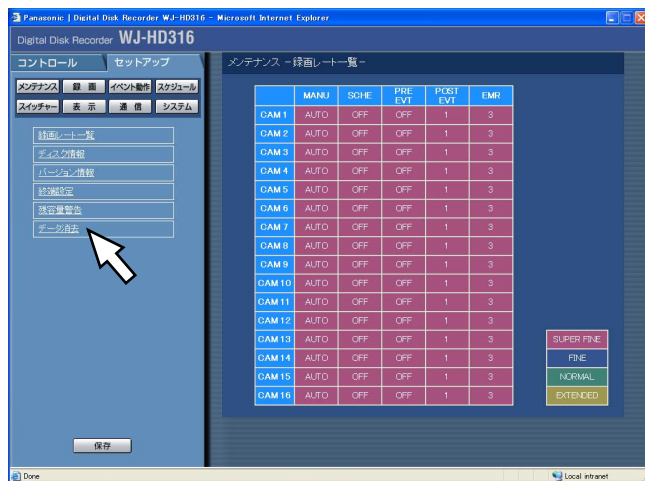 Panasonic | Digital Disk Recorder WJ-HD316 - Microsoft Internet Explorer
Digital Disk Recorder WJ-HD316
コントロール セットアップ
メンテナンス 録 画 イベント動作 スケジュール
スイッチャー 表 示 通 信 システム
録画レート一覧
ディスク情報
バージョン情報
終端設定
残容量警告
データ消去
保存
メンテナンス －録画レート一覧－
MANU SCHE PRE EVT POST EVT EMR
CAM 1 AUTO OFF OFF 1 3
CAM 2 AUTO OFF OFF 1 3
CAM 3 AUTO OFF OFF 1 3
CAM 4 AUTO OFF OFF 1 3
CAM 5 AUTO OFF OFF 1 3
CAM 6 AUTO OFF OFF 1 3
CAM 7 AUTO OFF OFF 1 3
CAM 8 AUTO OFF OFF 1 3
CAM 9 AUTO OFF OFF 1 3
CAM 10 AUTO OFF OFF 1 3
CAM 11 AUTO OFF OFF 1 3
CAM 12 AUTO OFF OFF 1 3
CAM 13 AUTO OFF OFF 1 3
CAM 14 AUTO OFF OFF 1 3
CAM 15 AUTO OFF OFF 1 3
CAM 16 AUTO OFF OFF 1 3
SUPER FINE
FINE
NORMAL
EXTENDED
Done
Local intranet